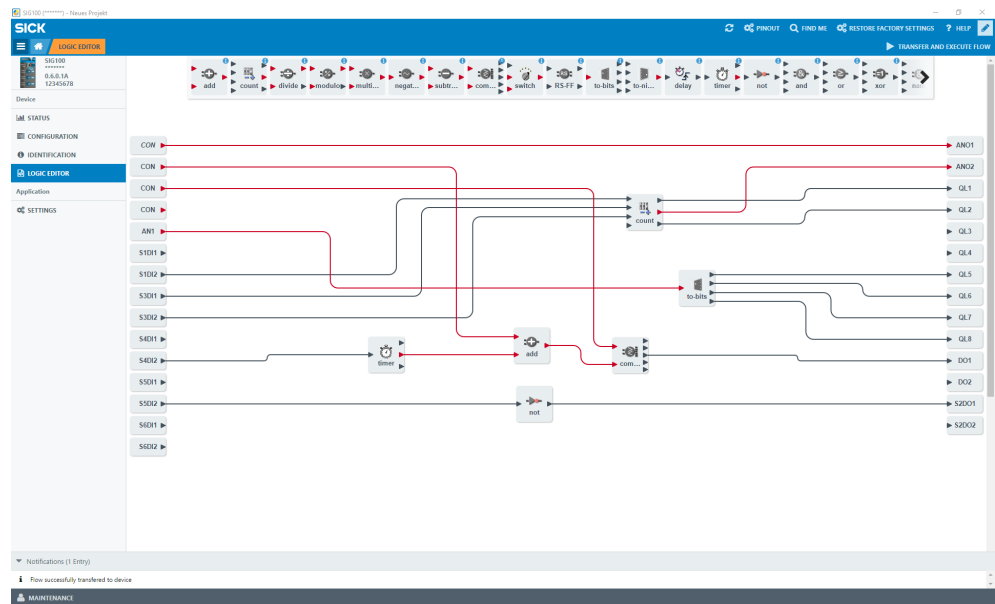 SIG100 (*******) - Neues Projekt
SICK
PINOUT FIND ME RESTORE FACTORY SETTINGS ? HELP
LOGIC EDITOR
TRANSFER AND EXECUTE FLOW
SIG100
*******
0.6.0.1A
12345678
Device
STATUS
CONFIGURATION
IDENTIFICATION
LOGIC EDITOR
Application
SETTINGS
add count divide modulo multi... negat... subtr... com... switch RS-FF to-bits to-ni... delay timer not and or xor
CON
CON
CON
CON
AN1
S1DI1
S1DI2
S3DI1
S3DI2
S4DI1
S4DI2
S5DI1
S5DI2
S6DI1
S6DI2
count
to-bits
timer
add
com...
not
ANO1
ANO2
QL1
QL2
QL3
QL4
QL5
QL6
QL7
QL8
DO1
DO2
S2DO1
S2DO2
Notifications (1 Entry)
Flow successfully transfered to device
MAINTENANCE